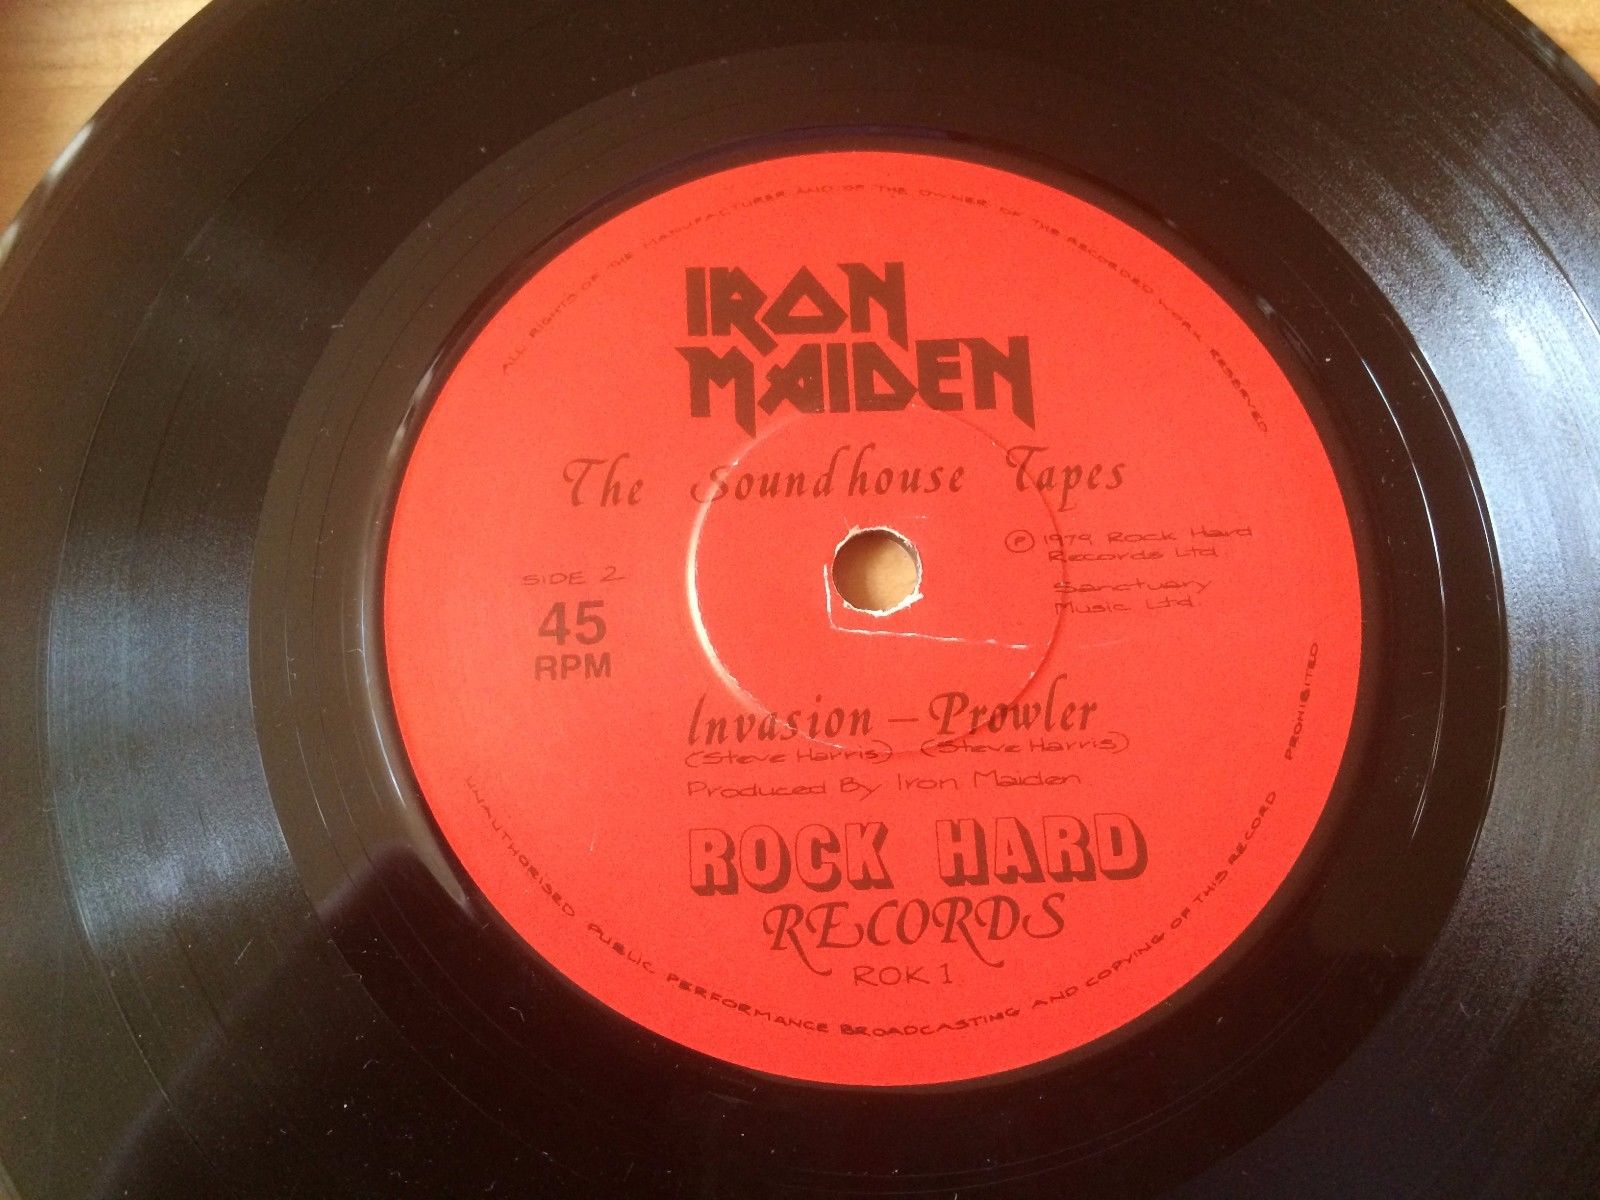 ALL RIGHTS OF THE MANUFACTURER AND OF THE OWNER OF THE RECORDED WORK RESERVED
IRON
MAIDEN
The Soundhouse Tapes
℗ 1979 Rock Hard
Records Ltd.
Sanctuary
Music Ltd.
SIDE 2
45
RPM
Invasion – Prowler
(Steve Harris) (Steve Harris)
Produced By Iron Maiden
ROCK HARD
RECORDS
ROK 1
UNAUTHORISED PUBLIC PERFORMANCE BROADCASTING AND COPYING OF THIS RECORD PROHIBITED